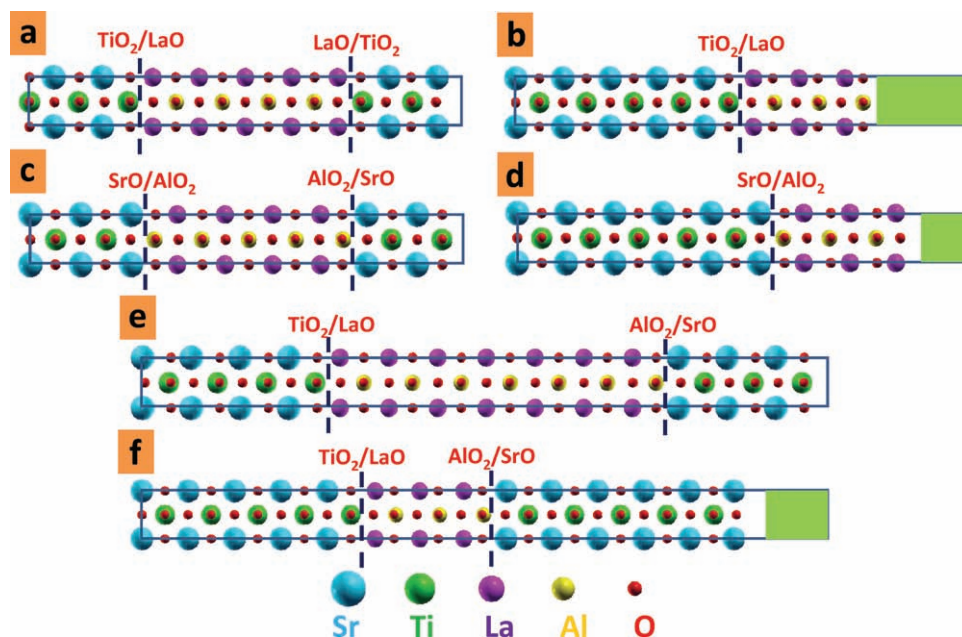 a
TiO₂/LaO
LaO/TiO₂
b
TiO₂/LaO
c
SrO/AlO₂
AlO₂/SrO
d
SrO/AlO₂
e
TiO₂/LaO
AlO₂/SrO
f
TiO₂/LaO
AlO₂/SrO
Sr Ti La Al O